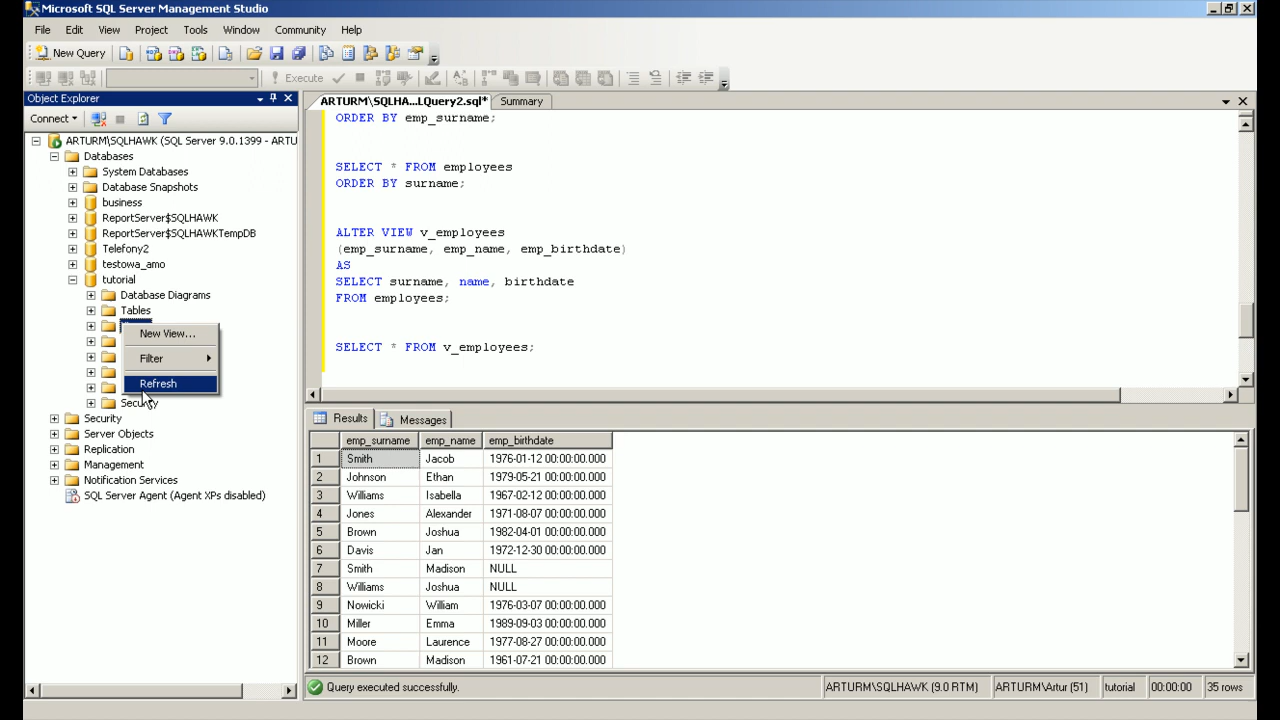 Microsoft SQL Server Management Studio
File Edit View Project Tools Window Community Help
New Query
Execute
Object Explorer
Connect
ARTURM\SQLHAWK (SQL Server 9.0.1399 - ARTU
Databases
System Databases
Database Snapshots
business
ReportServer$SQLHAWK
ReportServer$SQLHAWKTempDB
Telefony2
testowa_amo
tutorial
Database Diagrams
Tables
New View...
Filter
Refresh
Security
Security
Server Objects
Replication
Management
Notification Services
SQL Server Agent (Agent XPs disabled)
ARTURM\SQLHA...LQuery2.sql* Summary
ORDER BY emp_surname;
SELECT * FROM employees
ORDER BY surname;
ALTER VIEW v_employees
(emp_surname, emp_name, emp_birthdate)
AS
SELECT surname, name, birthdate
FROM employees;
SELECT * FROM v_employees;
Results Messages
emp_surname emp_name emp_birthdate
1 Smith Jacob 1976-01-12 00:00:00.000
2 Johnson Ethan 1979-05-21 00:00:00.000
3 Williams Isabella 1967-02-12 00:00:00.000
4 Jones Alexander 1971-08-07 00:00:00.000
5 Brown Joshua 1982-04-01 00:00:00.000
6 Davis Jan 1972-12-30 00:00:00.000
7 Smith Madison NULL
8 Williams Joshua NULL
9 Nowicki William 1976-03-07 00:00:00.000
10 Miller Emma 1989-09-03 00:00:00.000
11 Moore Laurence 1977-08-27 00:00:00.000
12 Brown Madison 1961-07-21 00:00:00.000
Query executed successfully. ARTURM\SQLHAWK (9.0 RTM) ARTURM\Artur (51) tutorial 00:00:00 35 rows